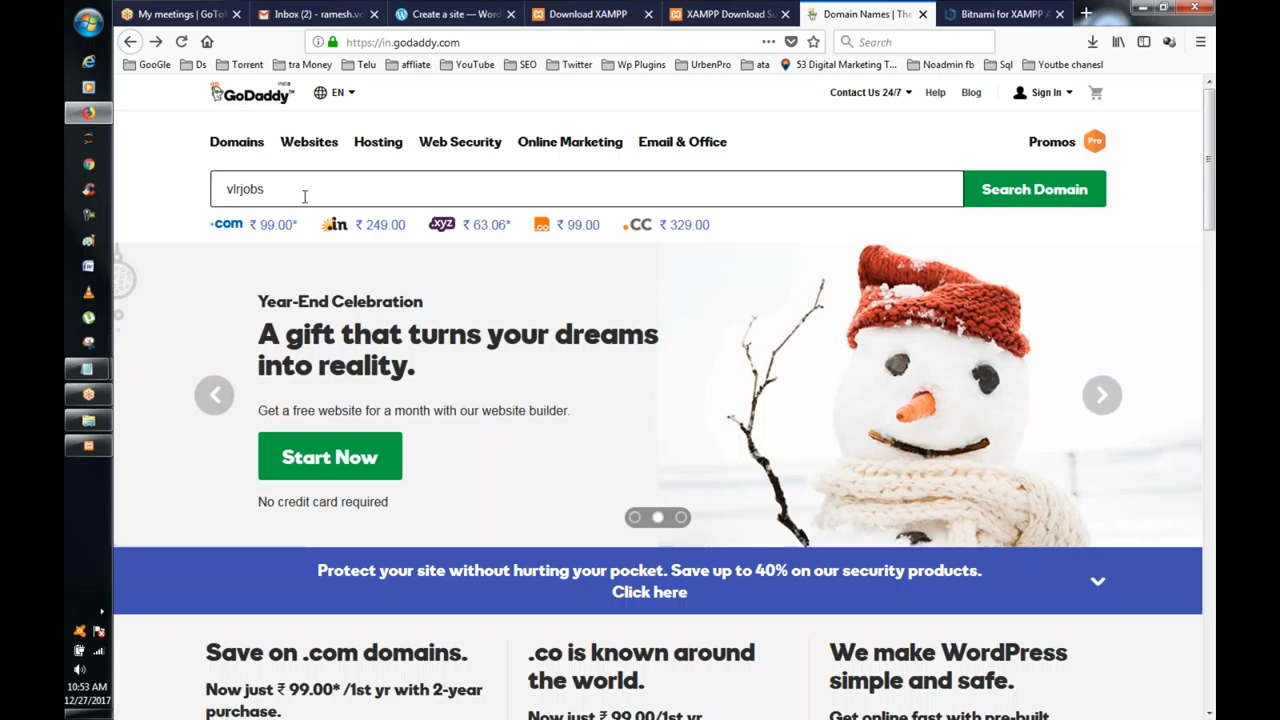 My meetings | GoTo
Inbox (2) - ramesh.vc
Create a site — Word
Download XAMPP
XAMPP Download Su
Domain Names | The
Bitnami for XAMPP A
https://in.godaddy.com
Search
GooGle
Ds
Torrent
tra Money
Telu
affliate
YouTube
SEO
Twitter
Wp Plugins
UrbenPro
ata
53 Digital Marketing T...
Noadmin fb
Sql
Youtbe chanesl
GoDaddy
India
EN
Contact Us 24/7
Help
Blog
Sign In
Domains
Websites
Hosting
Web Security
Online Marketing
Email & Office
Promos
Pro
vlrjobs
Search Domain
.com ₹ 99.00*
.in ₹ 249.00
.xyz ₹ 63.06*
₹ 99.00
.CC ₹ 329.00
Year-End Celebration
A gift that turns your dreams
into reality.
Get a free website for a month with our website builder.
Start Now
No credit card required
Protect your site without hurting your pocket. Save up to 40% on our security products.
Click here
Save on .com domains.
Now just ₹ 99.00* /1st yr with 2-year
purchase.
.co is known around
the world.
Now just ₹ 99.00/1st yr
We make WordPress
simple and safe.
Get online fast with pre-built
10:53 AM
12/27/2017